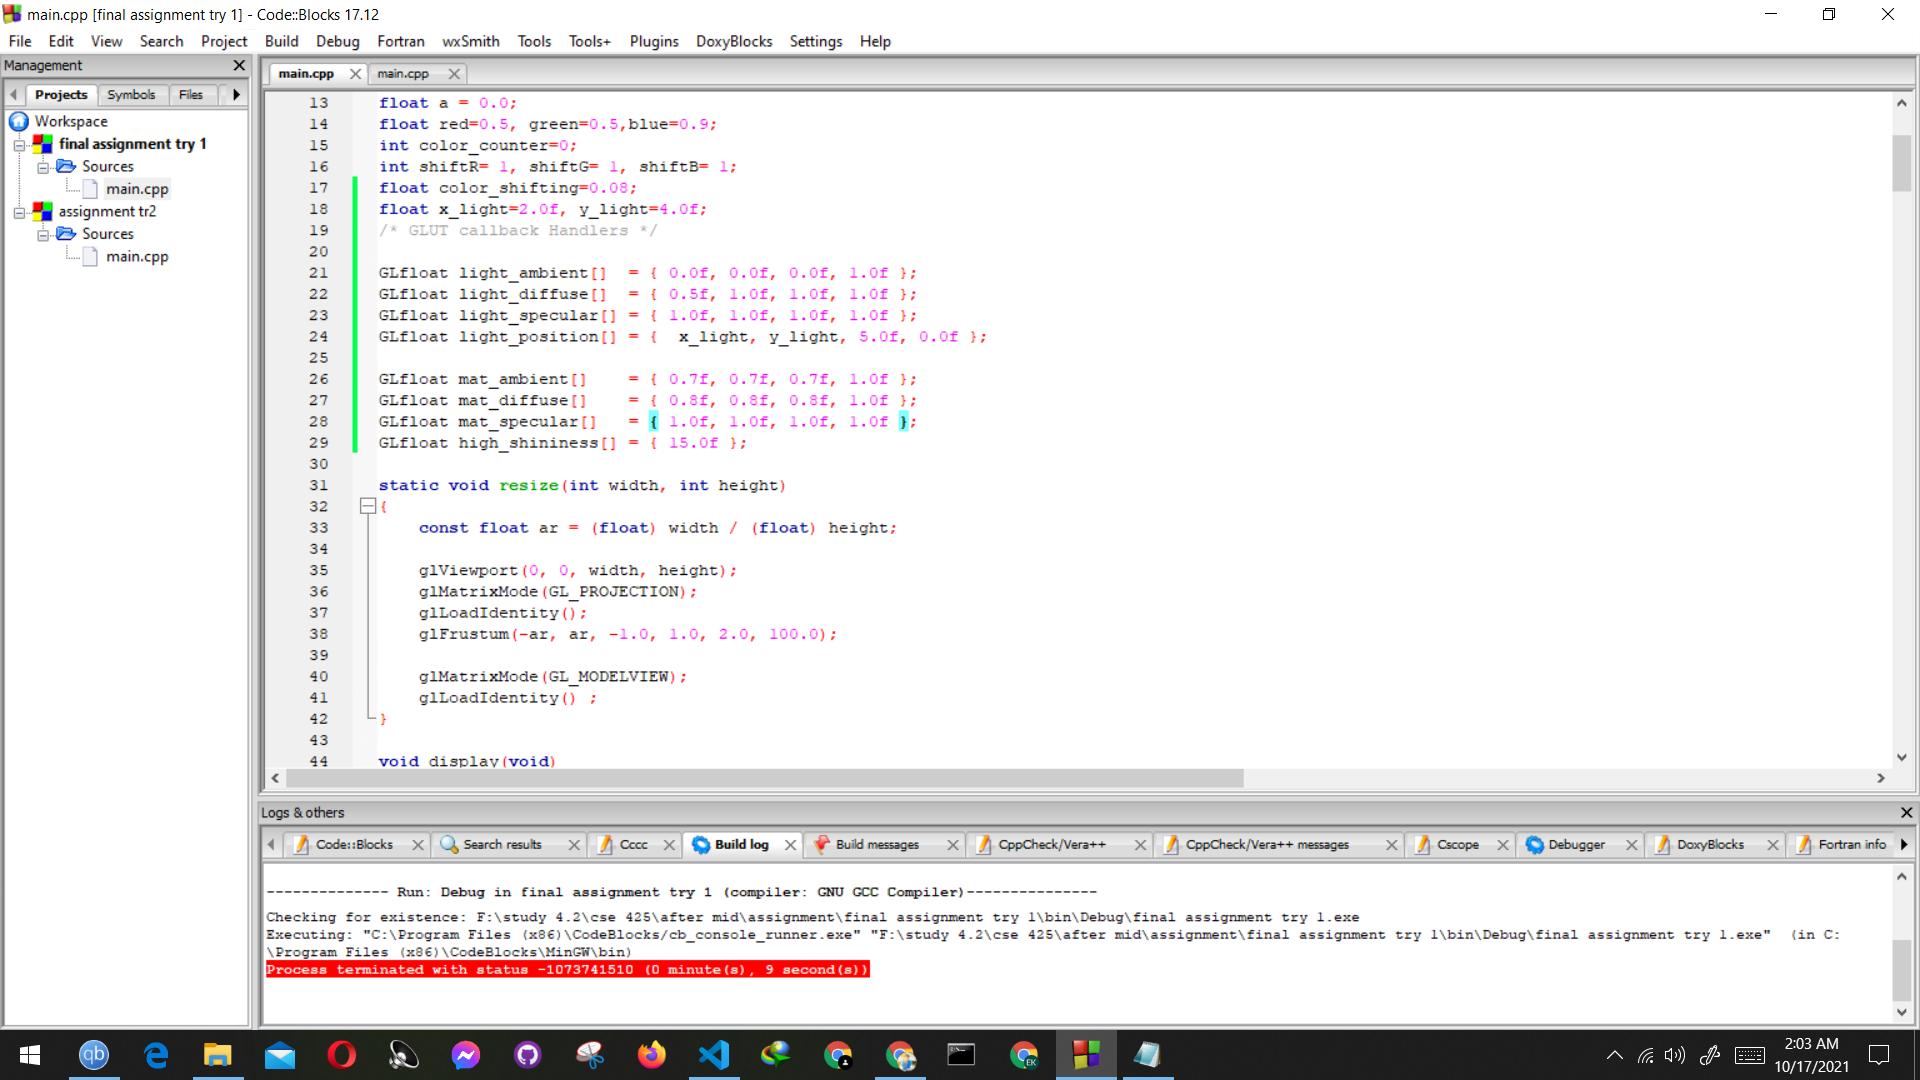 main.cpp [final assignment try 1] - Code::Blocks 17.12
File Edit View Search Project Build Debug Fortran wxSmith Tools Tools+ Plugins DoxyBlocks Settings Help
Management
Projects Symbols Files
Workspace
final assignment try 1
Sources
main.cpp
assignment tr2
Sources
main.cpp
main.cpp main.cpp
13 float a = 0.0;
14 float red=0.5, green=0.5,blue=0.9;
15 int color_counter=0;
16 int shiftR= 1, shiftG= 1, shiftB= 1;
17 float color_shifting=0.08;
18 float x_light=2.0f, y_light=4.0f;
19 /* GLUT callback Handlers */
20
21 GLfloat light_ambient[]  = { 0.0f, 0.0f, 0.0f, 1.0f };
22 GLfloat light_diffuse[]  = { 0.5f, 1.0f, 1.0f, 1.0f };
23 GLfloat light_specular[] = { 1.0f, 1.0f, 1.0f, 1.0f };
24 GLfloat light_position[] = {  x_light, y_light, 5.0f, 0.0f };
25
26 GLfloat mat_ambient[]    = { 0.7f, 0.7f, 0.7f, 1.0f };
27 GLfloat mat_diffuse[]    = { 0.8f, 0.8f, 0.8f, 1.0f };
28 GLfloat mat_specular[]   = { 1.0f, 1.0f, 1.0f, 1.0f };
29 GLfloat high_shininess[] = { 15.0f };
30
31 static void resize(int width, int height)
32 {
33     const float ar = (float) width / (float) height;
34
35     glViewport(0, 0, width, height);
36     glMatrixMode(GL_PROJECTION);
37     glLoadIdentity();
38     glFrustum(-ar, ar, -1.0, 1.0, 2.0, 100.0);
39
40     glMatrixMode(GL_MODELVIEW);
41     glLoadIdentity() ;
42 }
43
44 void display(void)
Logs & others
Code::Blocks Search results Cccc Build log Build messages CppCheck/Vera++ CppCheck/Vera++ messages Cscope Debugger DoxyBlocks Fortran info
-------------- Run: Debug in final assignment try 1 (compiler: GNU GCC Compiler)---------------
Checking for existence: F:\study 4.2\cse 425\after mid\assignment\final assignment try 1\bin\Debug\final assignment try 1.exe
Executing: "C:\Program Files (x86)\CodeBlocks/cb_console_runner.exe" "F:\study 4.2\cse 425\after mid\assignment\final assignment try 1\bin\Debug\final assignment try 1.exe"  (in C:
\Program Files (x86)\CodeBlocks\MinGW\bin)
Process terminated with status -1073741510 (0 minute(s), 9 second(s))
qb
EK
2:03 AM
10/17/2021